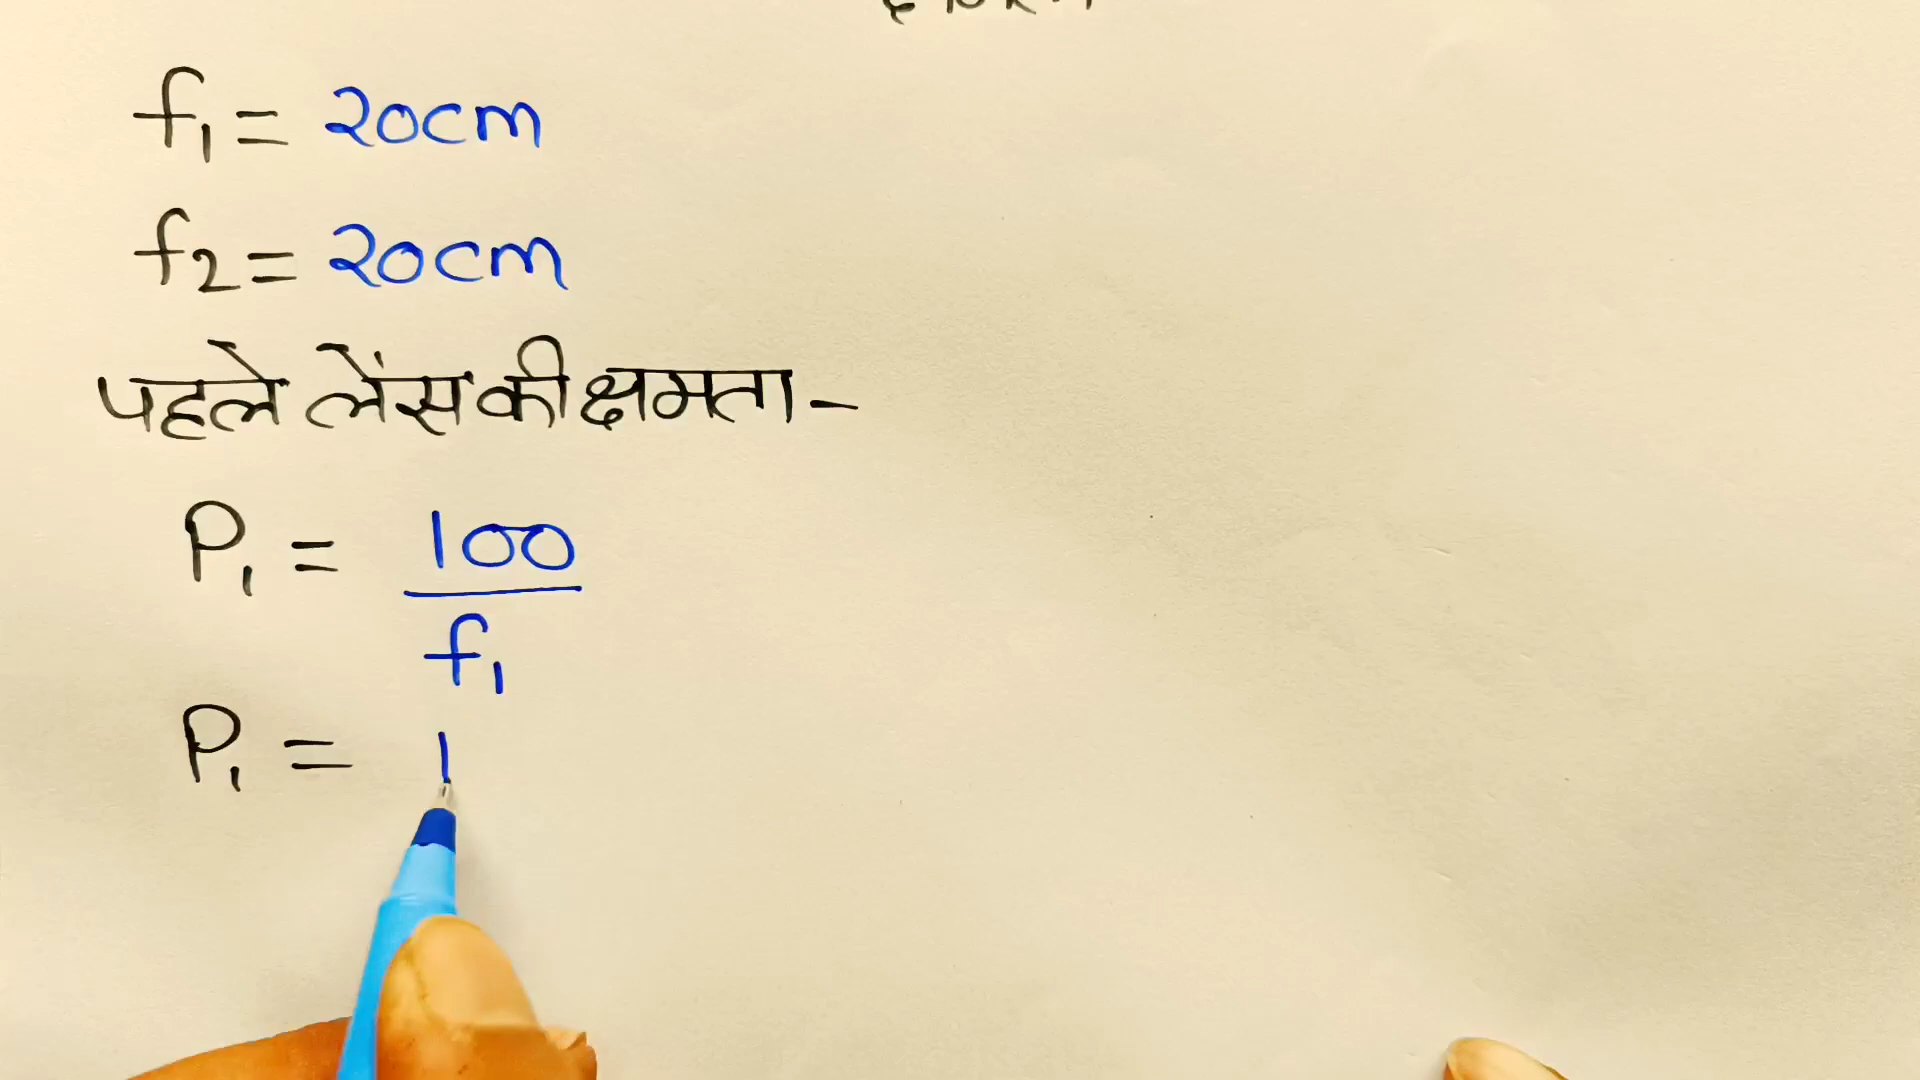 f₁ = 20cm
f₂ = 20cm
पहले लेंस की क्षमता -
P₁ = 100/f₁
P₁ = 1